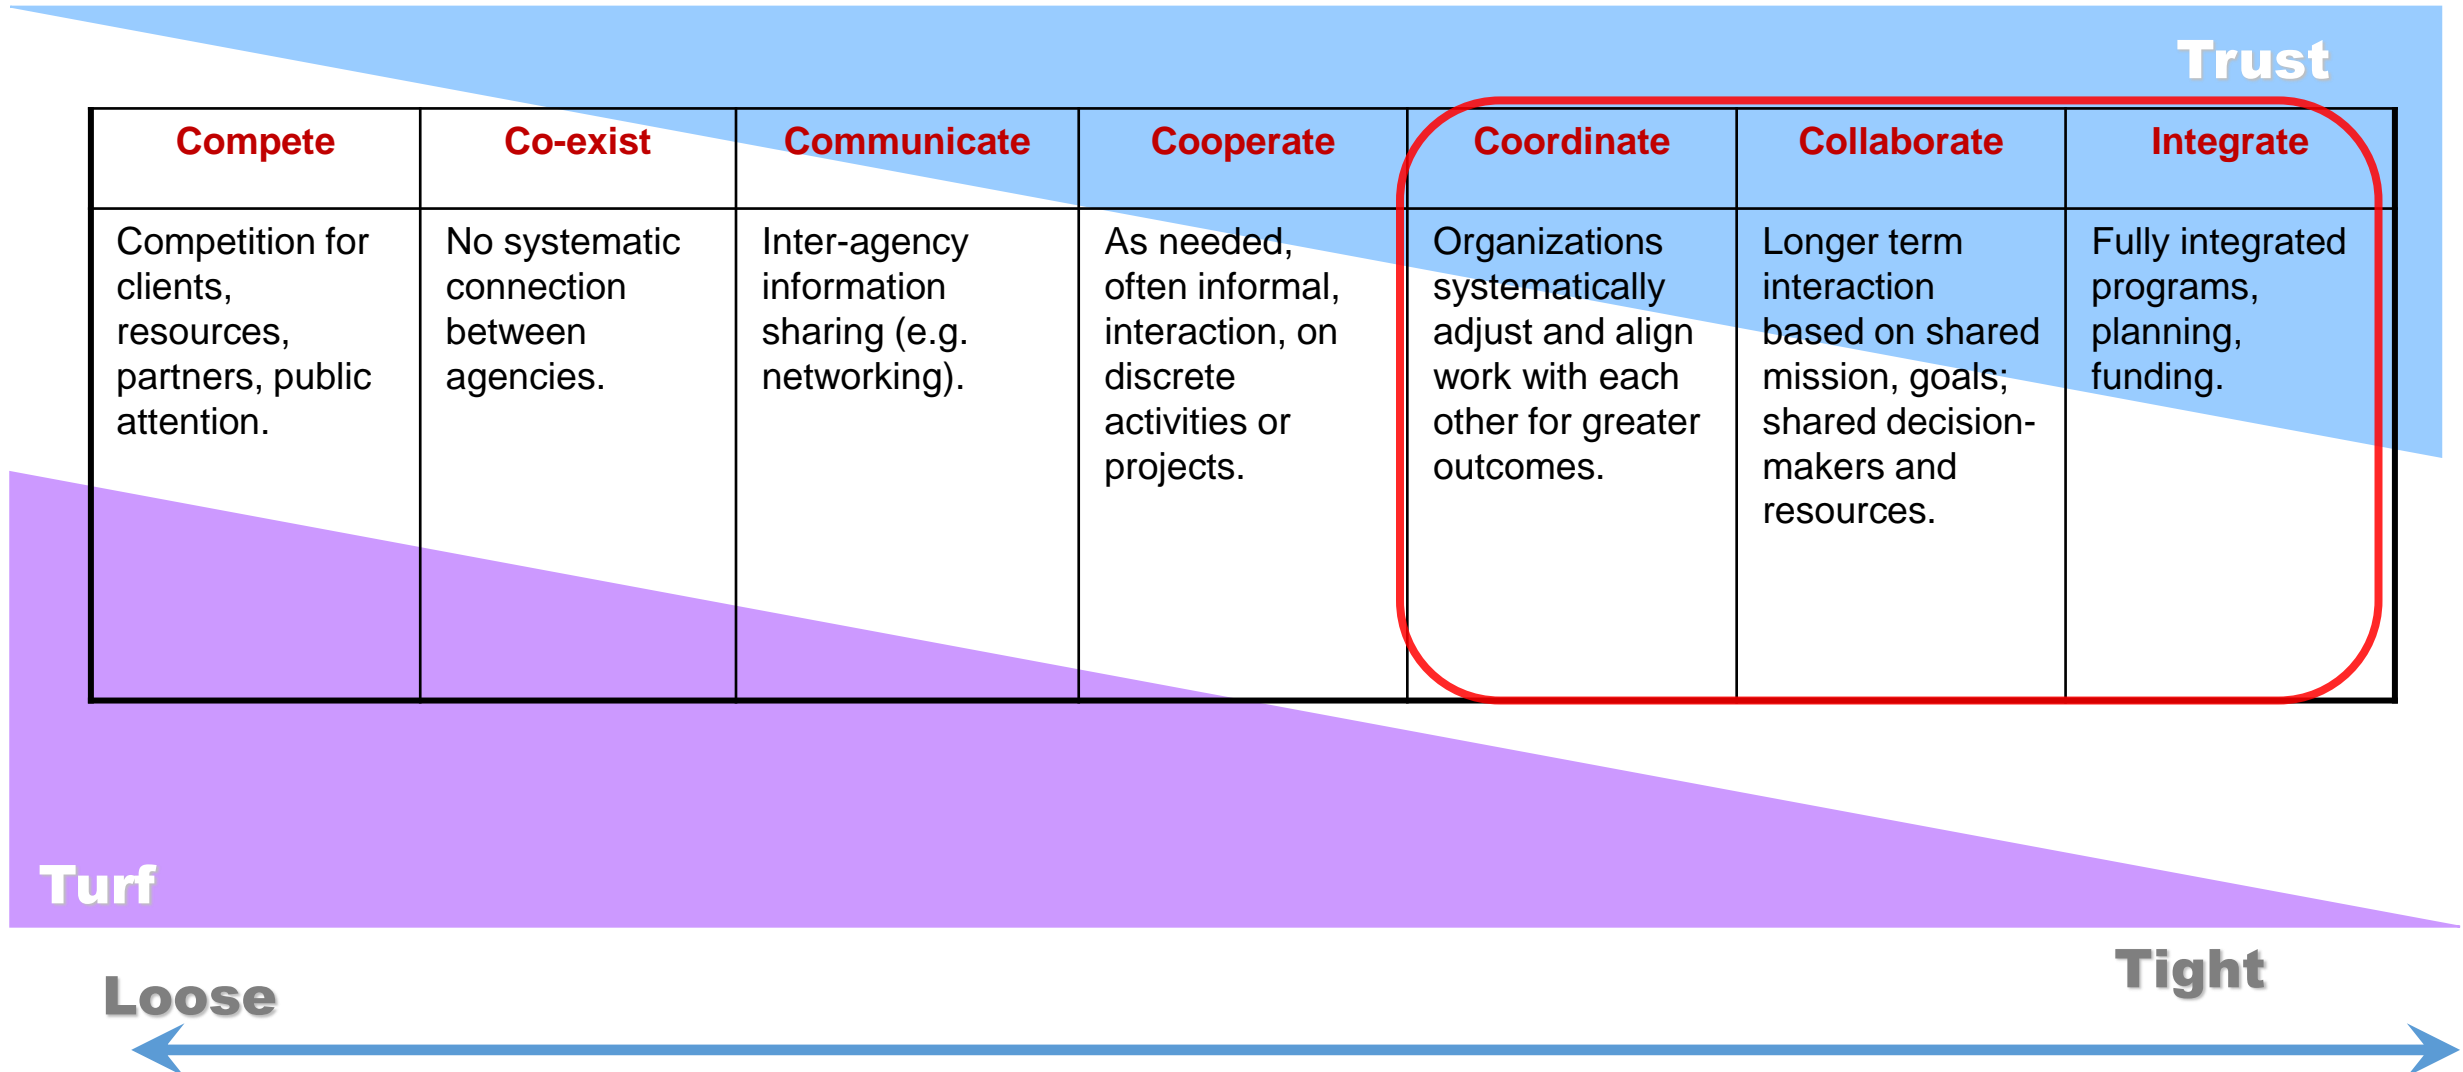 Trust
Compete
Co-exist
Communicate
Cooperate
Coordinate
Collaborate
Integrate
Competition for
clients,
resources,
partners, public
attention.
No systematic
connection
between
agencies.
Inter-agency
information
sharing (e.g.
networking).
As needed,
often informal,
interaction, on
discrete
activities or
projects.
Organizations
systematically
adjust and align
work with each
other for greater
outcomes.
Longer term
interaction
based on shared
mission, goals;
shared decision-
makers and
resources.
Fully integrated
programs,
planning,
funding.
Turf
Loose
Tight